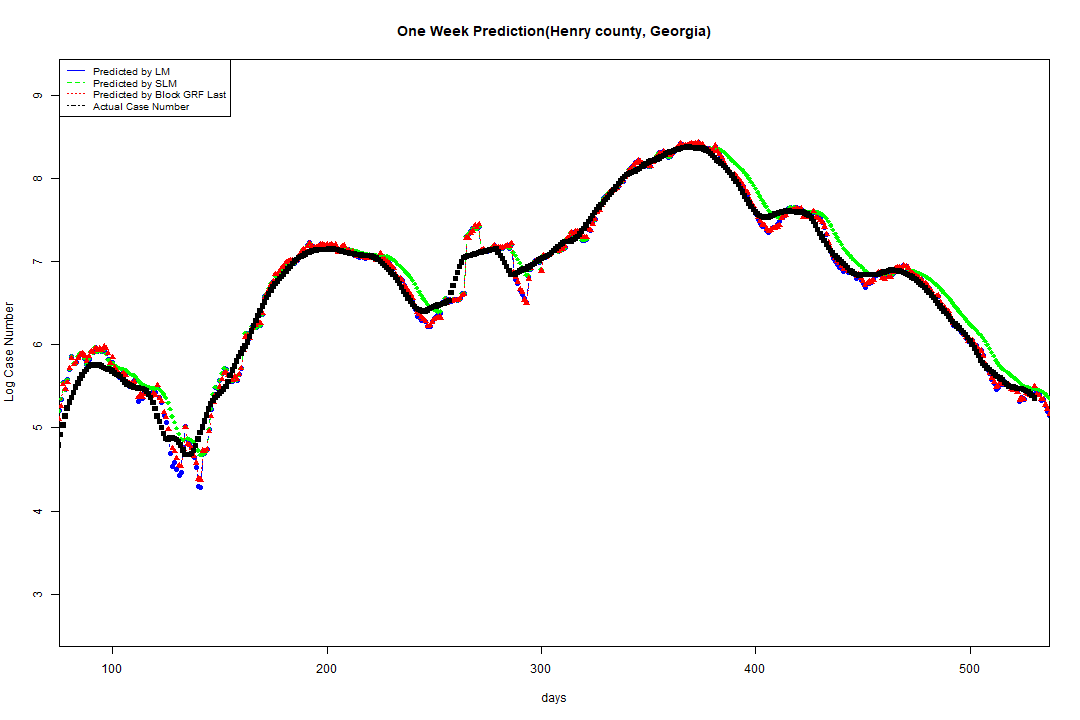 One Week Prediction(Henry county, Georgia)
Predicted by LM
Predicted by SLM
Predicted by Block GRF Last
Actual Case Number
9
8
7
6
5
4
3
Log Case Number
100 200 300 400 500
days